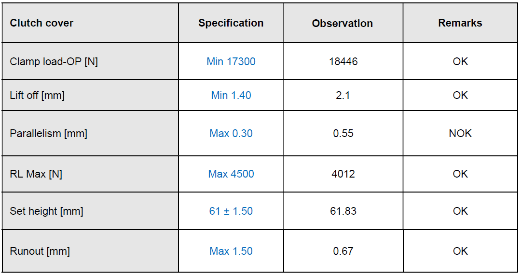 Clutch cover Specification Observation Remarks
Clamp load-OP [N] Min 17300 18446 OK
Lift off [mm] Min 1.40 2.1 OK
Parallelism [mm] Max 0.30 0.55 NOK
RL Max [N] Max 4500 4012 OK
Set height [mm] 61 ± 1.50 61.83 OK
Runout [mm] Max 1.50 0.67 OK